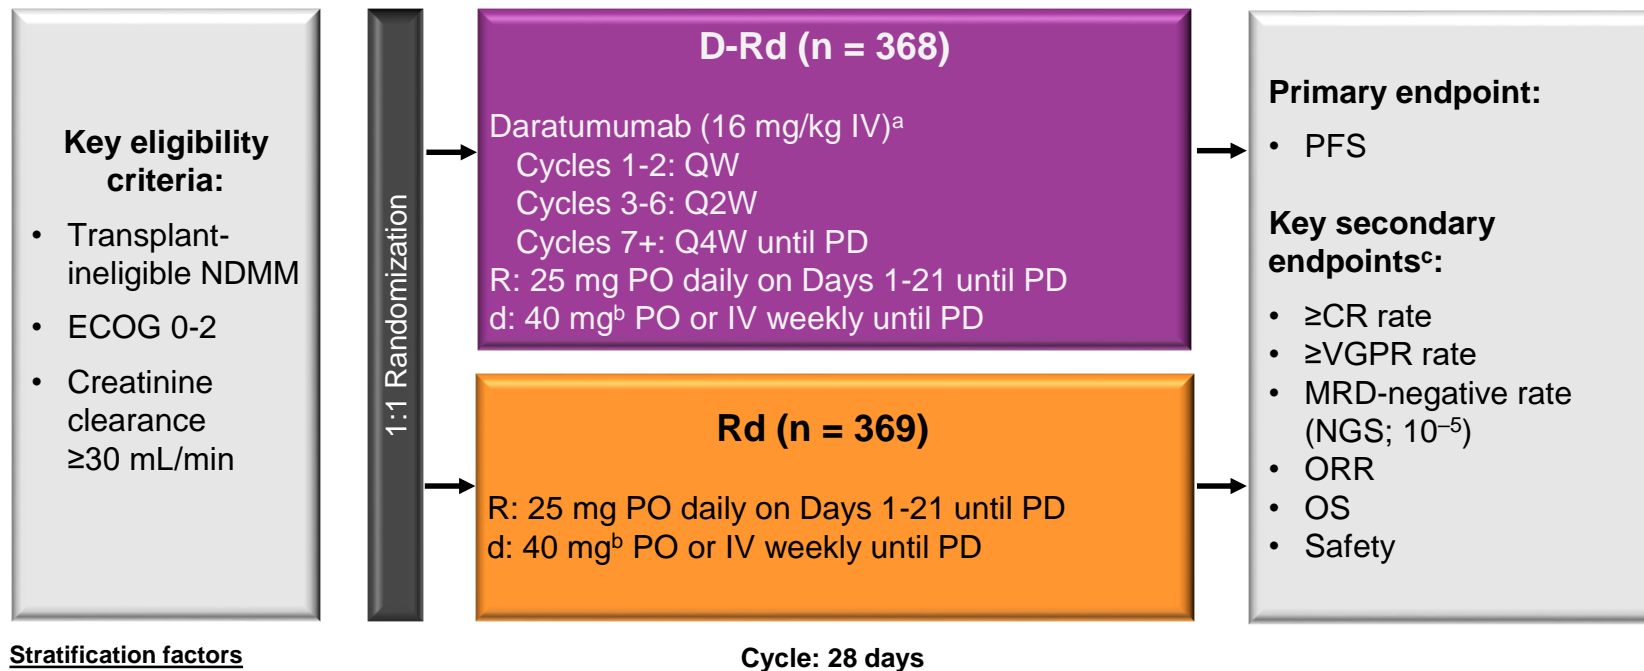 Key eligibility
criteria:
• Transplant-
ineligible NDMM
• ECOG 0-2
• Creatinine
clearance
≥30 mL/min
1:1 Randomization
D-Rd (n = 368)
Daratumumab (16 mg/kg IV)ᵃ
Cycles 1-2: QW
Cycles 3-6: Q2W
Cycles 7+: Q4W until PD
R: 25 mg PO daily on Days 1-21 until PD
d: 40 mgᵇ PO or IV weekly until PD
Rd (n = 369)
R: 25 mg PO daily on Days 1-21 until PD
d: 40 mgᵇ PO or IV weekly until PD
Primary endpoint:
• PFS
Key secondary
endpointsᶜ:
• ≥CR rate
• ≥VGPR rate
• MRD-negative rate
(NGS; 10⁻⁵)
• ORR
• OS
• Safety
Stratification factors
Cycle: 28 days